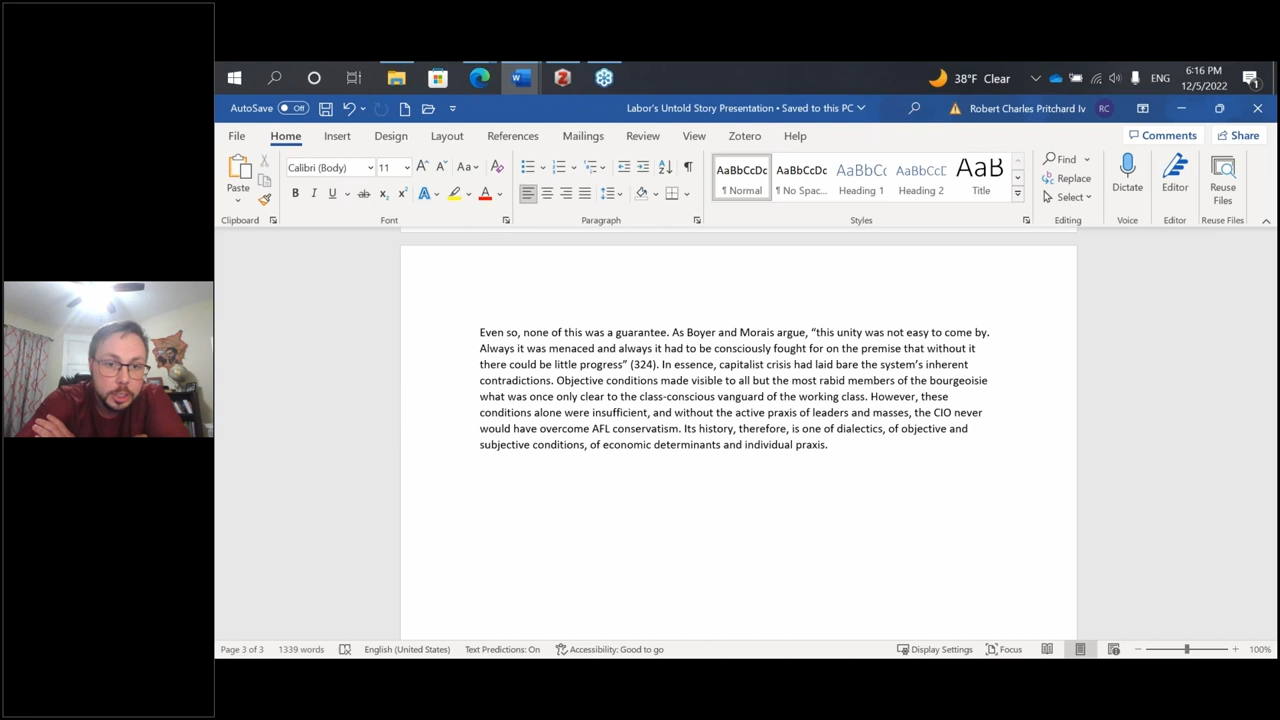 38°F Clear
ENG
6:16 PM
12/5/2022
AutoSave Off
Labor's Untold Story Presentation • Saved to this PC
Robert Charles Pritchard Iv
RC
File Home Insert Design Layout References Mailings Review View Zotero Help
Comments
Share
Paste
Clipboard
Calibri (Body) 11
Font
Paragraph
AaBbCcDc AaBbCcDc AaBbCc AaBbCcD AaB
¶ Normal ¶ No Spac... Heading 1 Heading 2 Title
Styles
Find
Replace
Select
Editing
Dictate
Voice
Editor
Editor
Reuse Files
Reuse Files
Even so, none of this was a guarantee. As Boyer and Morais argue, “this unity was not easy to come by.
Always it was menaced and always it had to be consciously fought for on the premise that without it
there could be little progress” (324). In essence, capitalist crisis had laid bare the system’s inherent
contradictions. Objective conditions made visible to all but the most rabid members of the bourgeoisie
what was once only clear to the class-conscious vanguard of the working class. However, these
conditions alone were insufficient, and without the active praxis of leaders and masses, the CIO never
would have overcome AFL conservatism. Its history, therefore, is one of dialectics, of objective and
subjective conditions, of economic determinants and individual praxis.
Page 3 of 3 1339 words English (United States) Text Predictions: On Accessibility: Good to go Display Settings Focus 100%